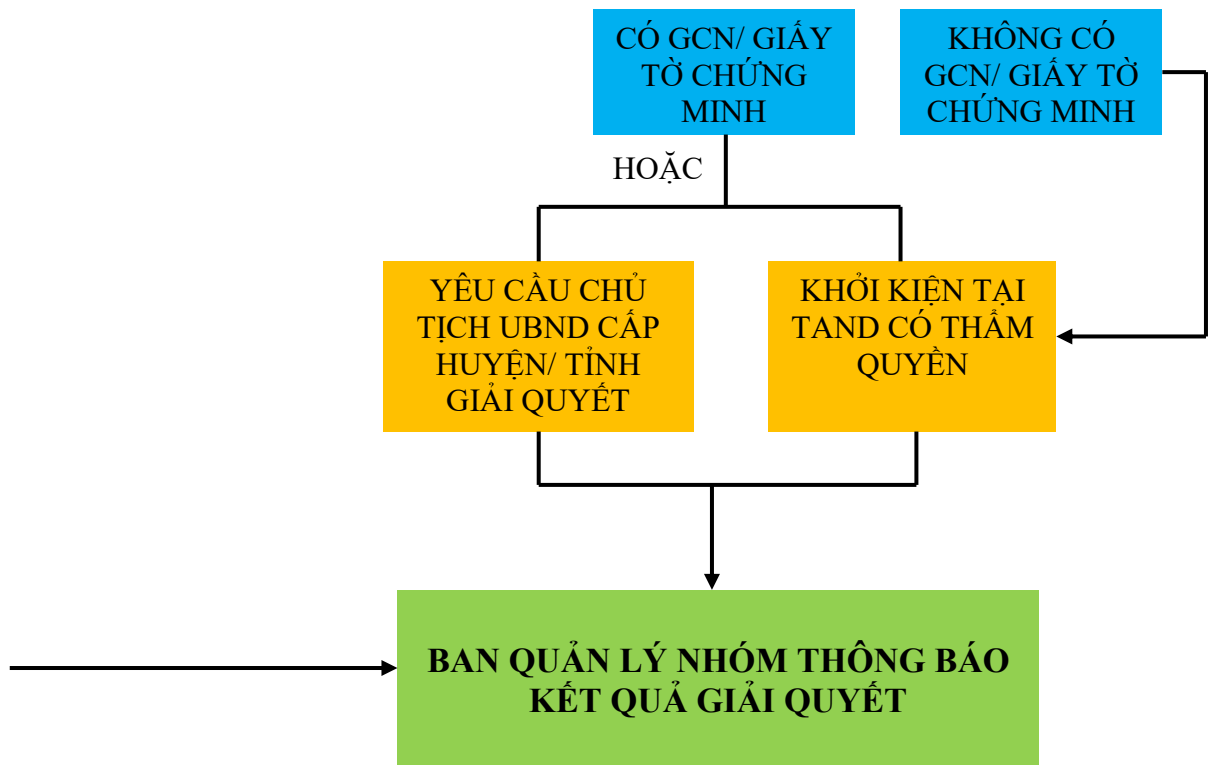 CÓ GCN/ GIẤY
TỜ CHỨNG
MINH
KHÔNG CÓ
GCN/ GIẤY TỜ
CHỨNG MINH
HOẶC
YÊU CẦU CHỦ
TỊCH UBND CẤP
HUYỆN/ TỈNH
GIẢI QUYẾT
KHỞI KIỆN TẠI
TAND CÓ THẨM
QUYỀN
BAN QUẢN LÝ NHÓM THÔNG BÁO
KẾT QUẢ GIẢI QUYẾT